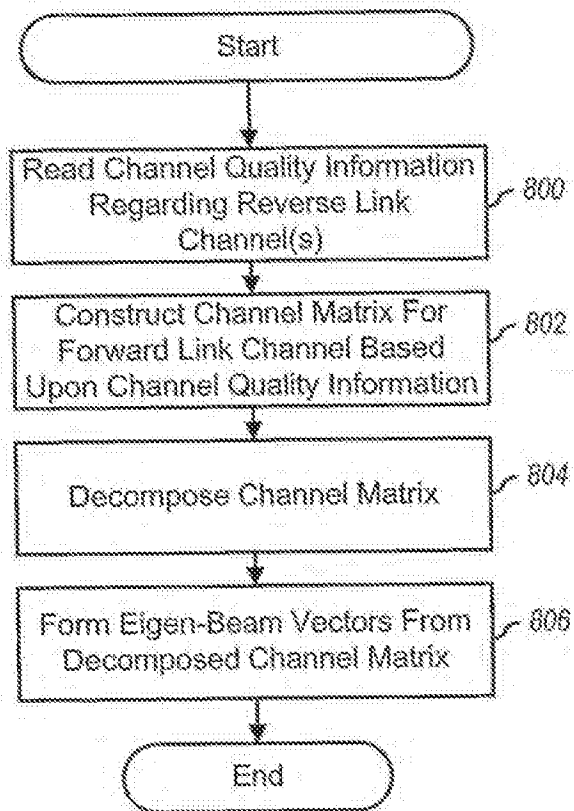 Start
Read Channel Quality Information
Regarding Reverse Link
Channel(s)
800
Construct Channel Matrix For
Forward Link Channel Based
Upon Channel Quality Information
802
Decompose Channel Matrix
804
Form Eigen-Beam Vectors From
Decomposed Channel Matrix
806
End